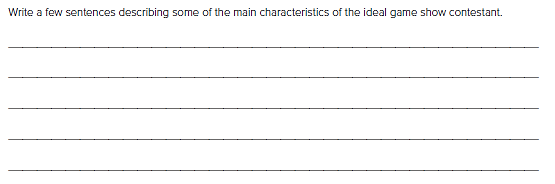 Write a few sentences describing some of the main characteristics of the ideal game show contestant.